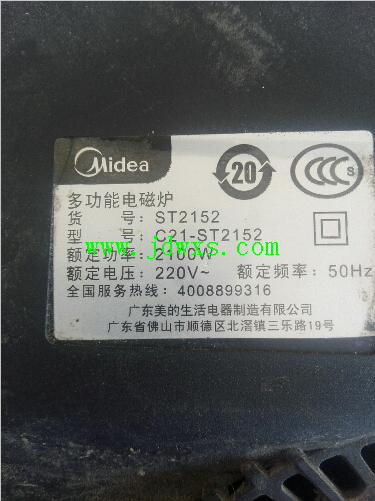 Midea
20
CCC S
多功能电磁炉
货 号：ST2152
型 号：C21-ST2152
www.jdwxs.com
额定功率：2100W
额定电压：220V~ 额定频率：50Hz
全国服务热线：4008899316
广东美的生活电器制造有限公司
广东省佛山市顺德区北滘镇三乐路19号